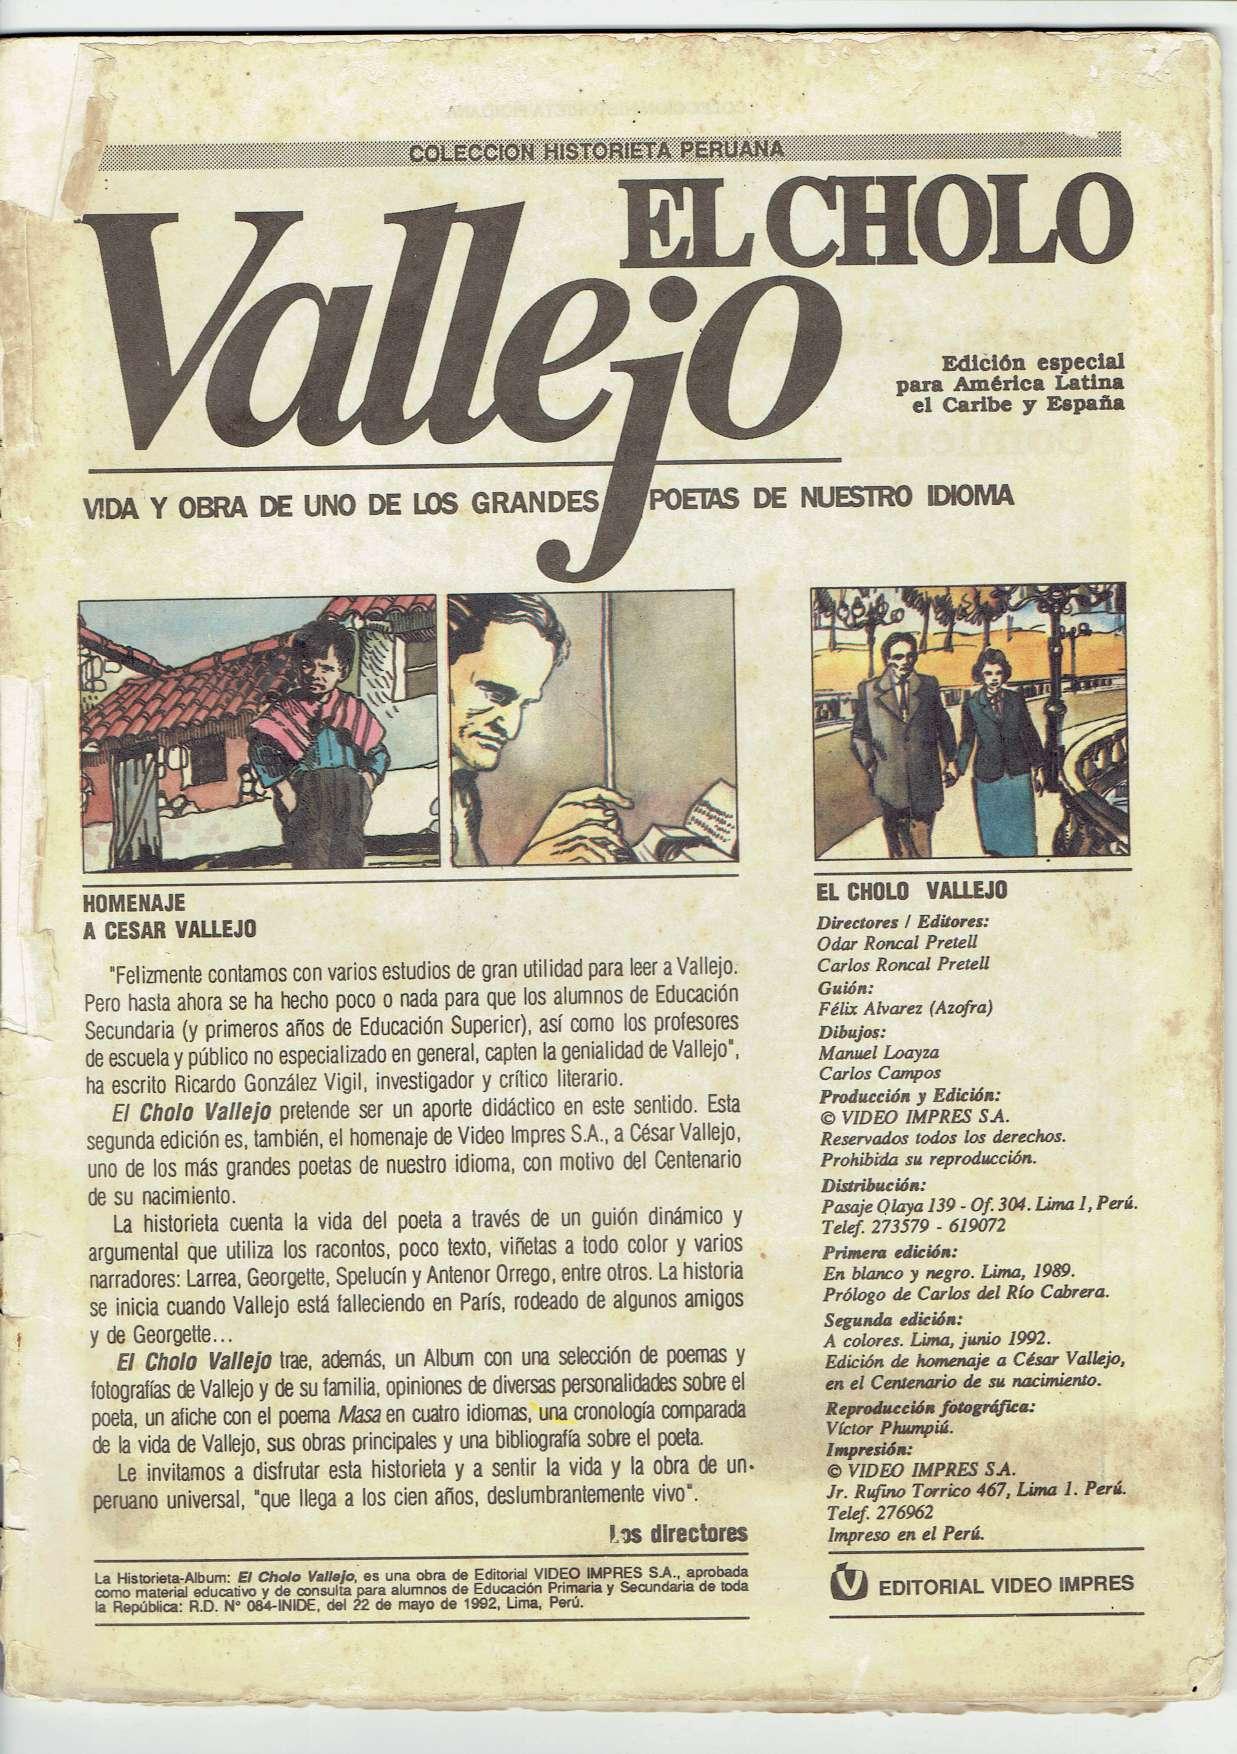 COLECCION HISTORIETA PERUANA
EL CHOLO
Vallejo
Edición especial
para América Latina
el Caribe y España
VIDA Y OBRA DE UNO DE LOS GRANDES POETAS DE NUESTRO IDIOMA
HOMENAJE
A CESAR VALLEJO
"Felizmente contamos con varios estudios de gran utilidad para leer a Vallejo.
Pero hasta ahora se ha hecho poco o nada para que los alumnos de Educación
Secundaria (y primeros años de Educación Superior), así como los profesores
de escuela y público no especializado en general, capten la genialidad de Vallejo",
ha escrito Ricardo González Vigil, investigador y crítico literario.
El Cholo Vallejo pretende ser un aporte didáctico en este sentido. Esta
segunda edición es, también, el homenaje de Video Impres S.A., a César Vallejo,
uno de los más grandes poetas de nuestro idioma, con motivo del Centenario
de su nacimiento.
La historieta cuenta la vida del poeta a través de un guión dinámico y
argumental que utiliza los racontos, poco texto, viñetas a todo color y varios
narradores: Larrea, Georgette, Spelucín y Antenor Orrego, entre otros. La historia
se inicia cuando Vallejo está falleciendo en París, rodeado de algunos amigos
y de Georgette...
El Cholo Vallejo trae, además, un Album con una selección de poemas y
fotografías de Vallejo y de su familia, opiniones de diversas personalidades sobre el
poeta, un afiche con el poema Masa en cuatro idiomas, una cronología comparada
de la vida de Vallejo, sus obras principales y una bibliografía sobre el poeta.
Le invitamos a disfrutar esta historieta y a sentir la vida y la obra de un
peruano universal, "que llega a los cien años, deslumbrantemente vivo".
Los directores
La Historieta-Album: El Cholo Vallejo, es una obra de Editorial VIDEO IMPRES S.A., aprobada
como material educativo y de consulta para alumnos de Educación Primaria y Secundaria de toda
la República: R.D. N° 084-INIDE, del 22 de mayo de 1992, Lima, Perú.
EL CHOLO VALLEJO
Directores / Editores:
Odar Roncal Pretell
Carlos Roncal Pretell
Guión:
Félix Alvarez (Azofra)
Dibujos:
Manuel Loayza
Carlos Campos
Producción y Edición:
© VIDEO IMPRES S.A.
Reservados todos los derechos.
Prohibida su reproducción.
Distribución:
Pasaje Olaya 139 - Of. 304. Lima 1, Perú.
Telef. 273579 - 619072
Primera edición:
En blanco y negro. Lima, 1989.
Prólogo de Carlos del Río Cabrera.
Segunda edición:
A colores. Lima, junio 1992.
Edición de homenaje a César Vallejo,
en el Centenario de su nacimiento.
Reproducción fotográfica:
Víctor Phumpiú.
Impresión:
© VIDEO IMPRES S.A.
Jr. Rufino Torrico 467, Lima 1. Perú.
Telef. 276962
Impreso en el Perú.
EDITORIAL VIDEO IMPRES